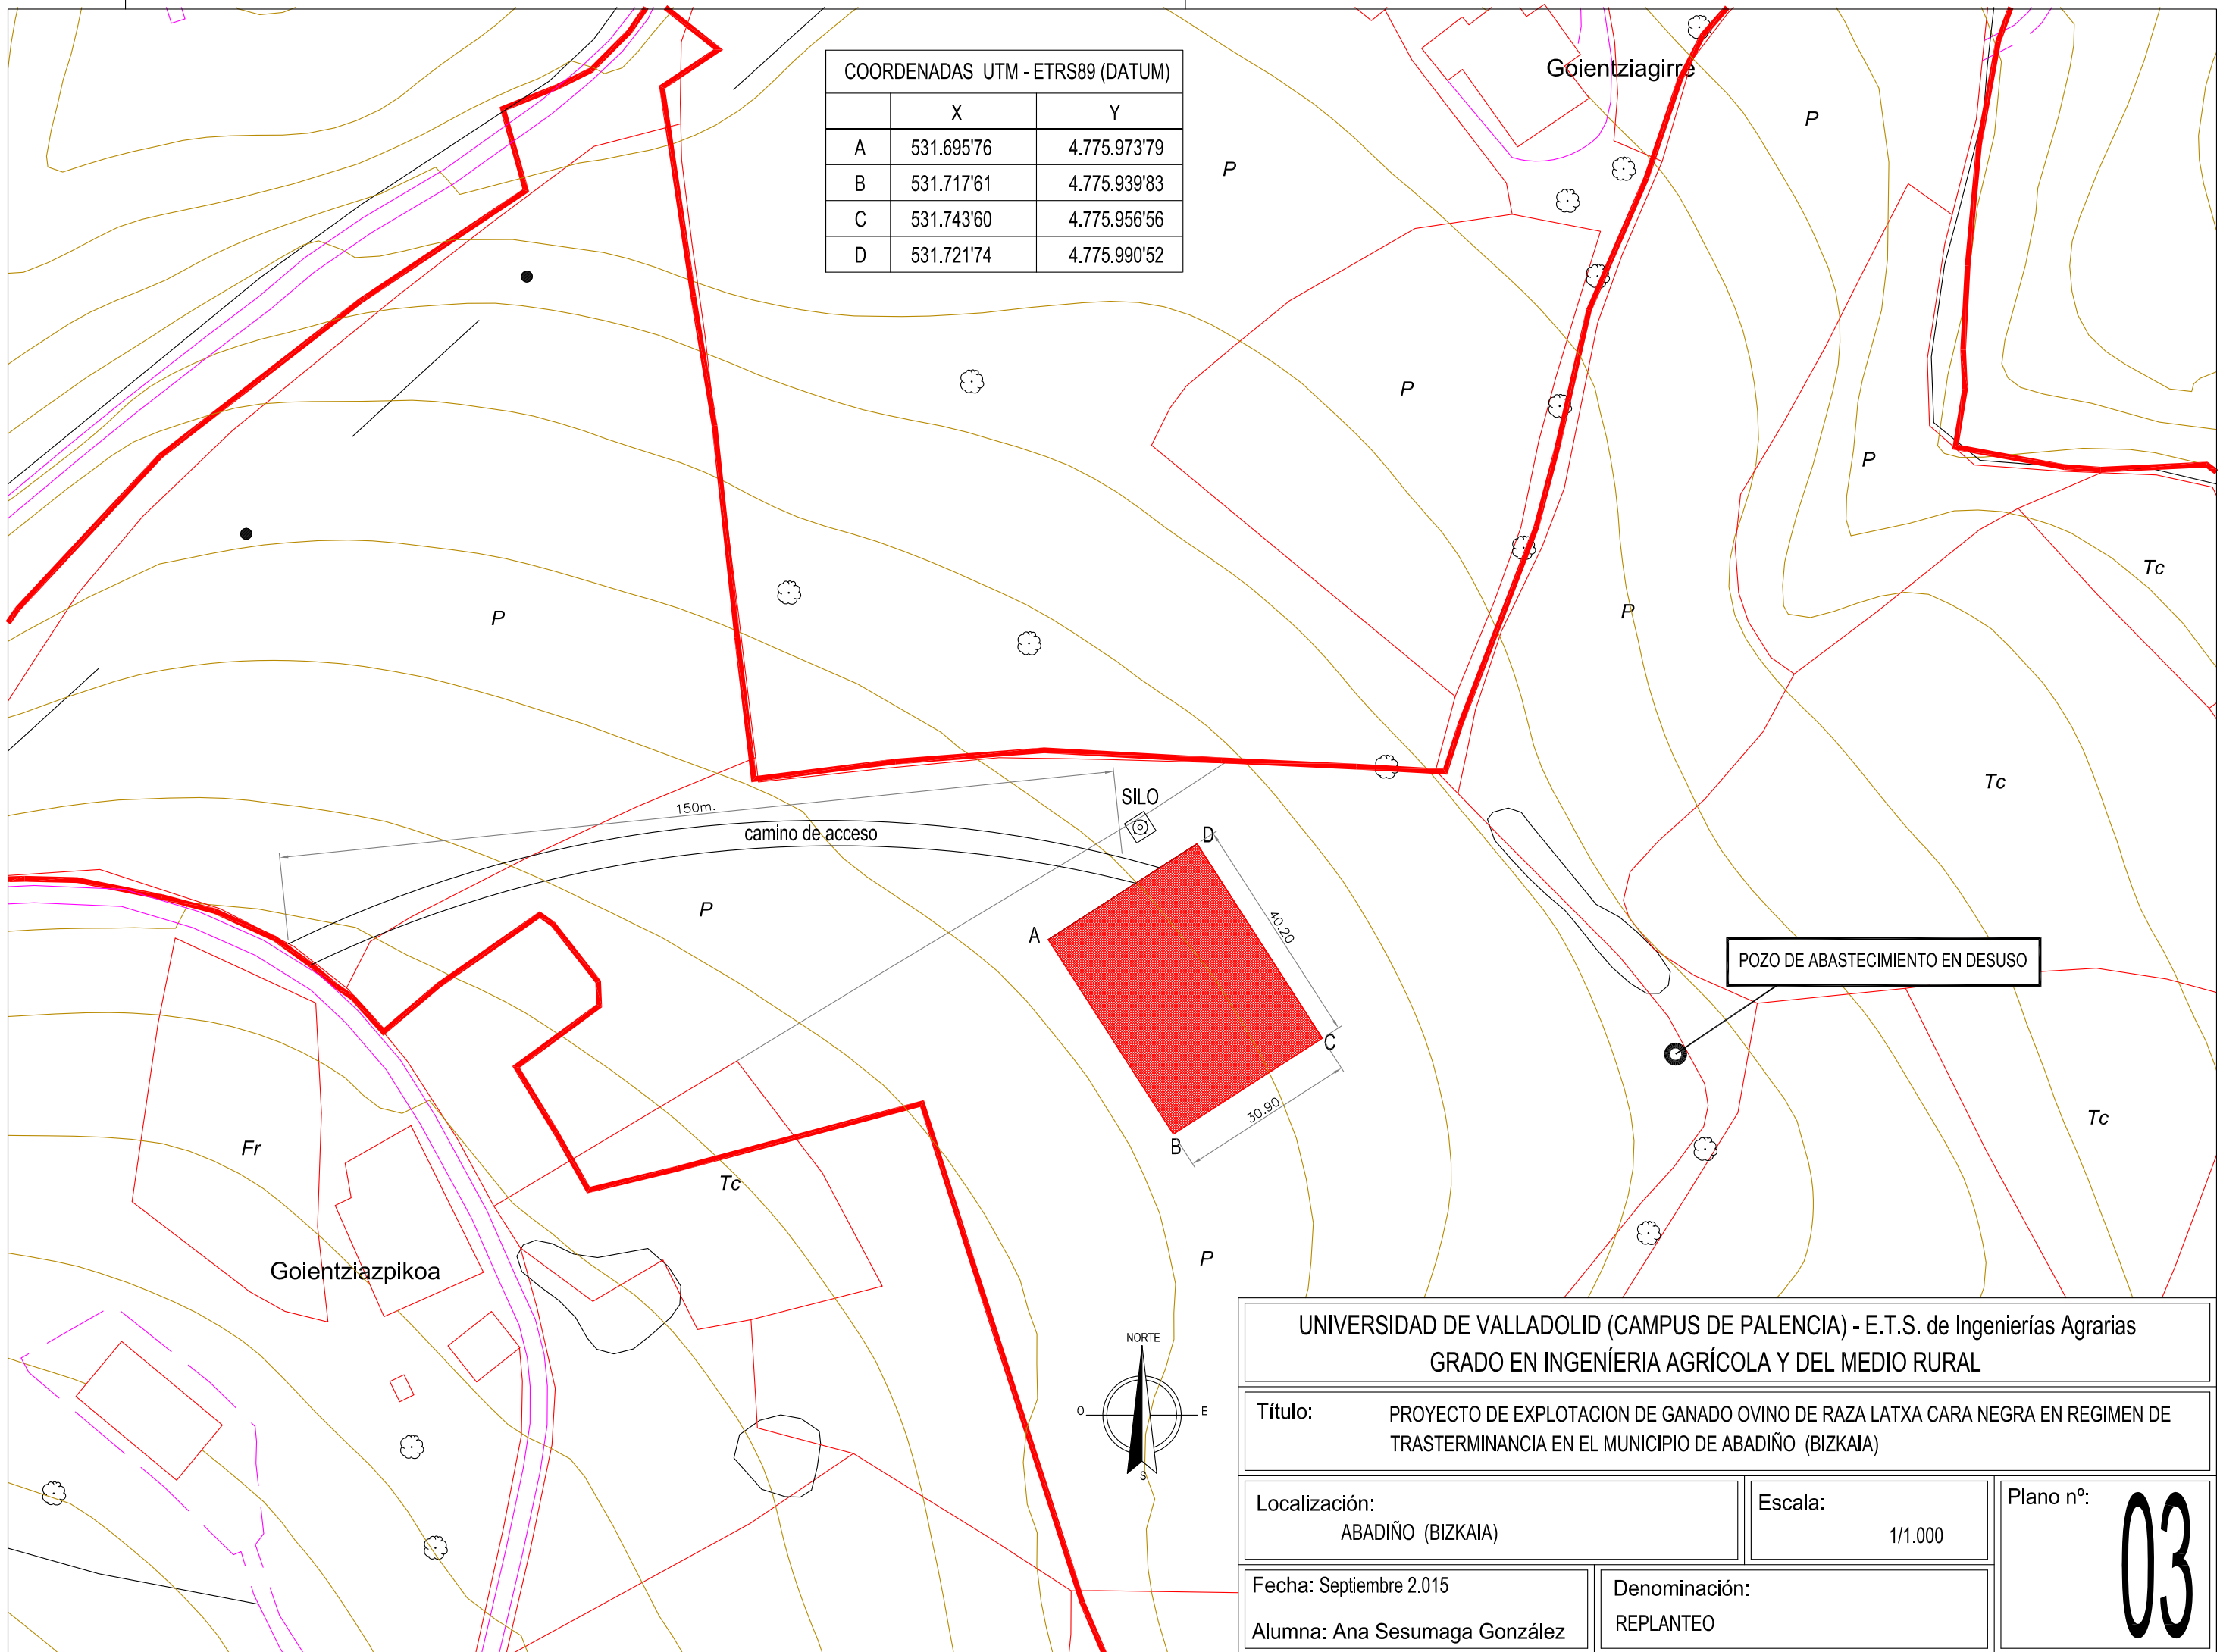 COORDENADAS UTM - ETRS89 (DATUM)
X Y
A 531.695'76 4.775.973'79
B 531.717'61 4.775.939'83
C 531.743'60 4.775.956'56
D 531.721'74 4.775.990'52
Goientziagirre
P
P
P
P
P
P
Tc
Tc
150m.
SILO
camino de acceso
D
P
A
40.20
C
POZO DE ABASTECIMIENTO EN DESUSO
30.90
B
Tc
Fr
Tc
P
Goientziazpikoa
NORTE
O E
S
UNIVERSIDAD DE VALLADOLID (CAMPUS DE PALENCIA) - E.T.S. de Ingenierías Agrarias
GRADO EN INGENÍERIA AGRÍCOLA Y DEL MEDIO RURAL
Título: PROYECTO DE EXPLOTACION DE GANADO OVINO DE RAZA LATXA CARA NEGRA EN REGIMEN DE
TRASTERMINANCIA EN EL MUNICIPIO DE ABADIÑO (BIZKAIA)
Localización:
ABADIÑO (BIZKAIA)
Escala:
1/1.000
Plano nº:
03
Fecha: Septiembre 2.015
Alumna: Ana Sesumaga González
Denominación:
REPLANTEO